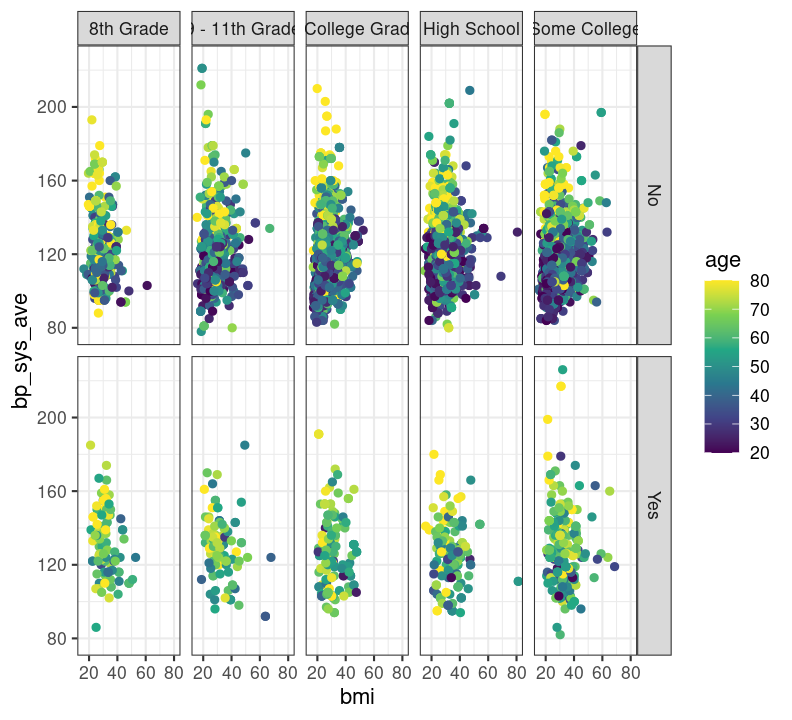 8th Grade
9 - 11th Grade
College Grad
High School
Some College
200
160
120
80
No
200
160
120
80
Yes
20 40 60 80
20 40 60 80
20 40 60 80
20 40 60 80
20 40 60 80
bmi
bp_sys_ave
age
80
70
60
50
40
30
20